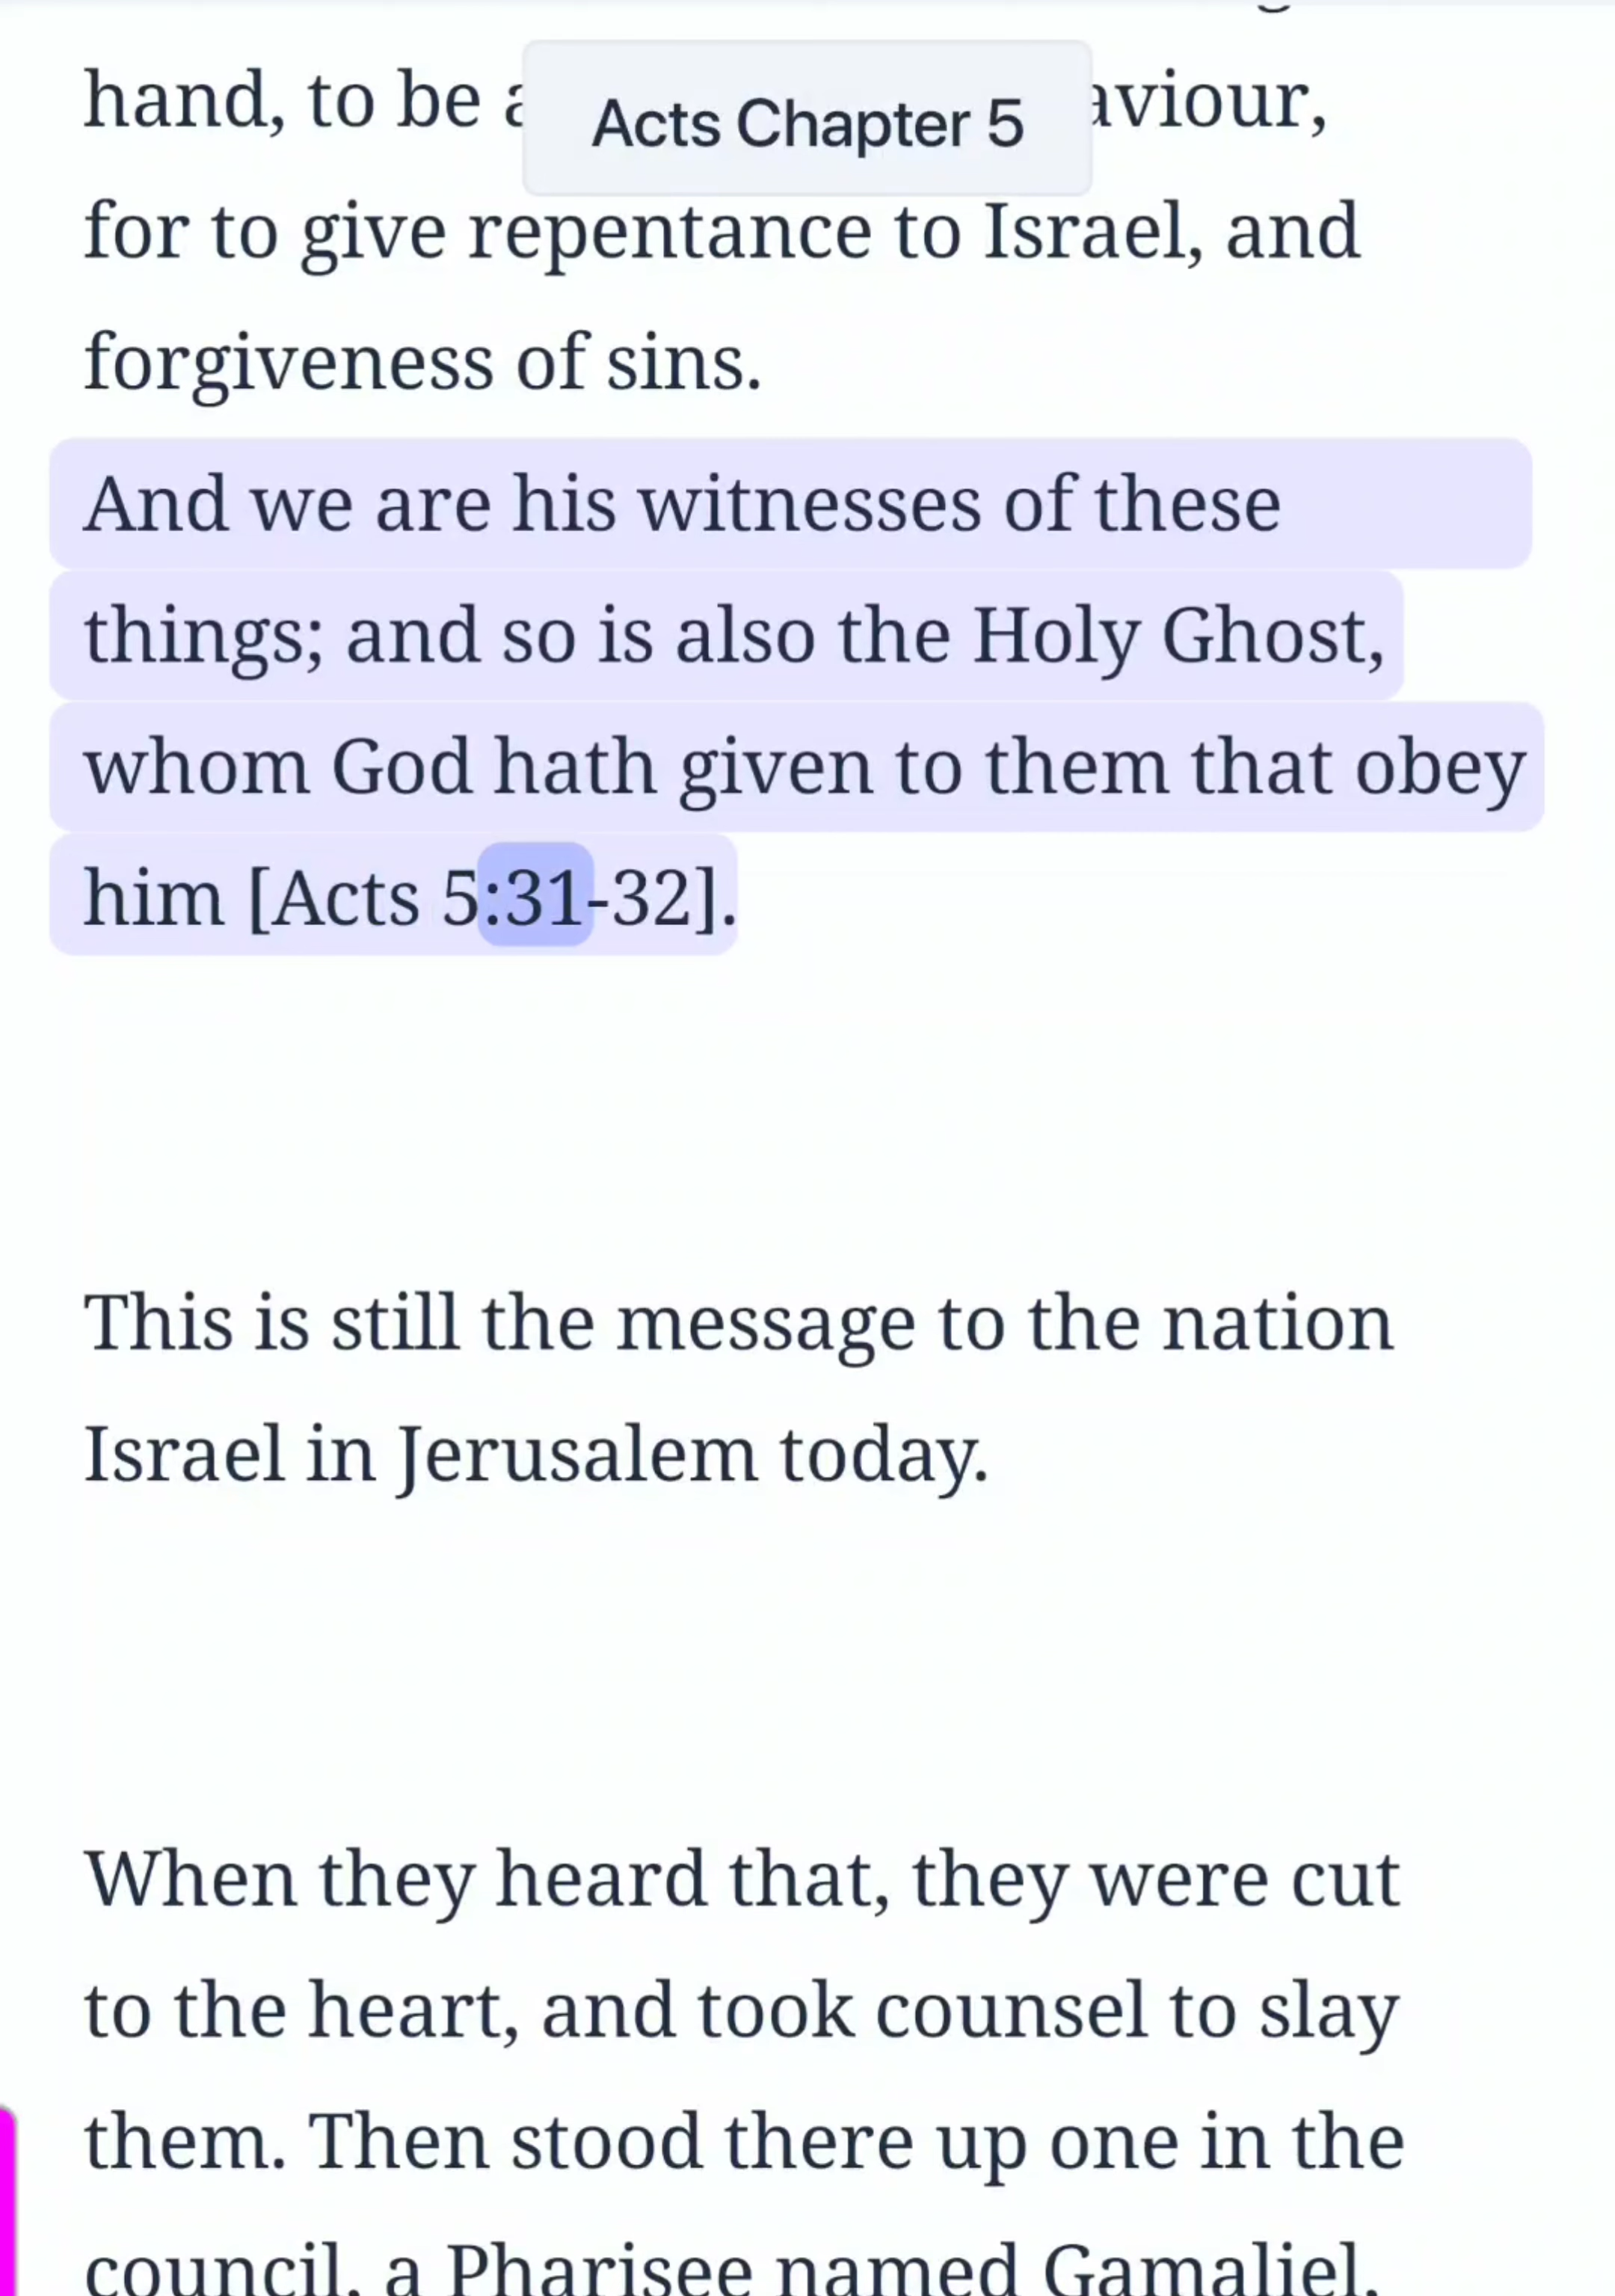 hand, to be
Acts Chapter 5
aviour,
for to give repentance to Israel, and
forgiveness of sins.
And we are his witnesses of these
things; and so is also the Holy Ghost,
whom God hath given to them that obey
him [Acts 5:31-32].
This is still the message to the nation
Israel in Jerusalem today.
When they heard that, they were cut
to the heart, and took counsel to slay
them. Then stood there up one in the
council, a Pharisee named Gamaliel,